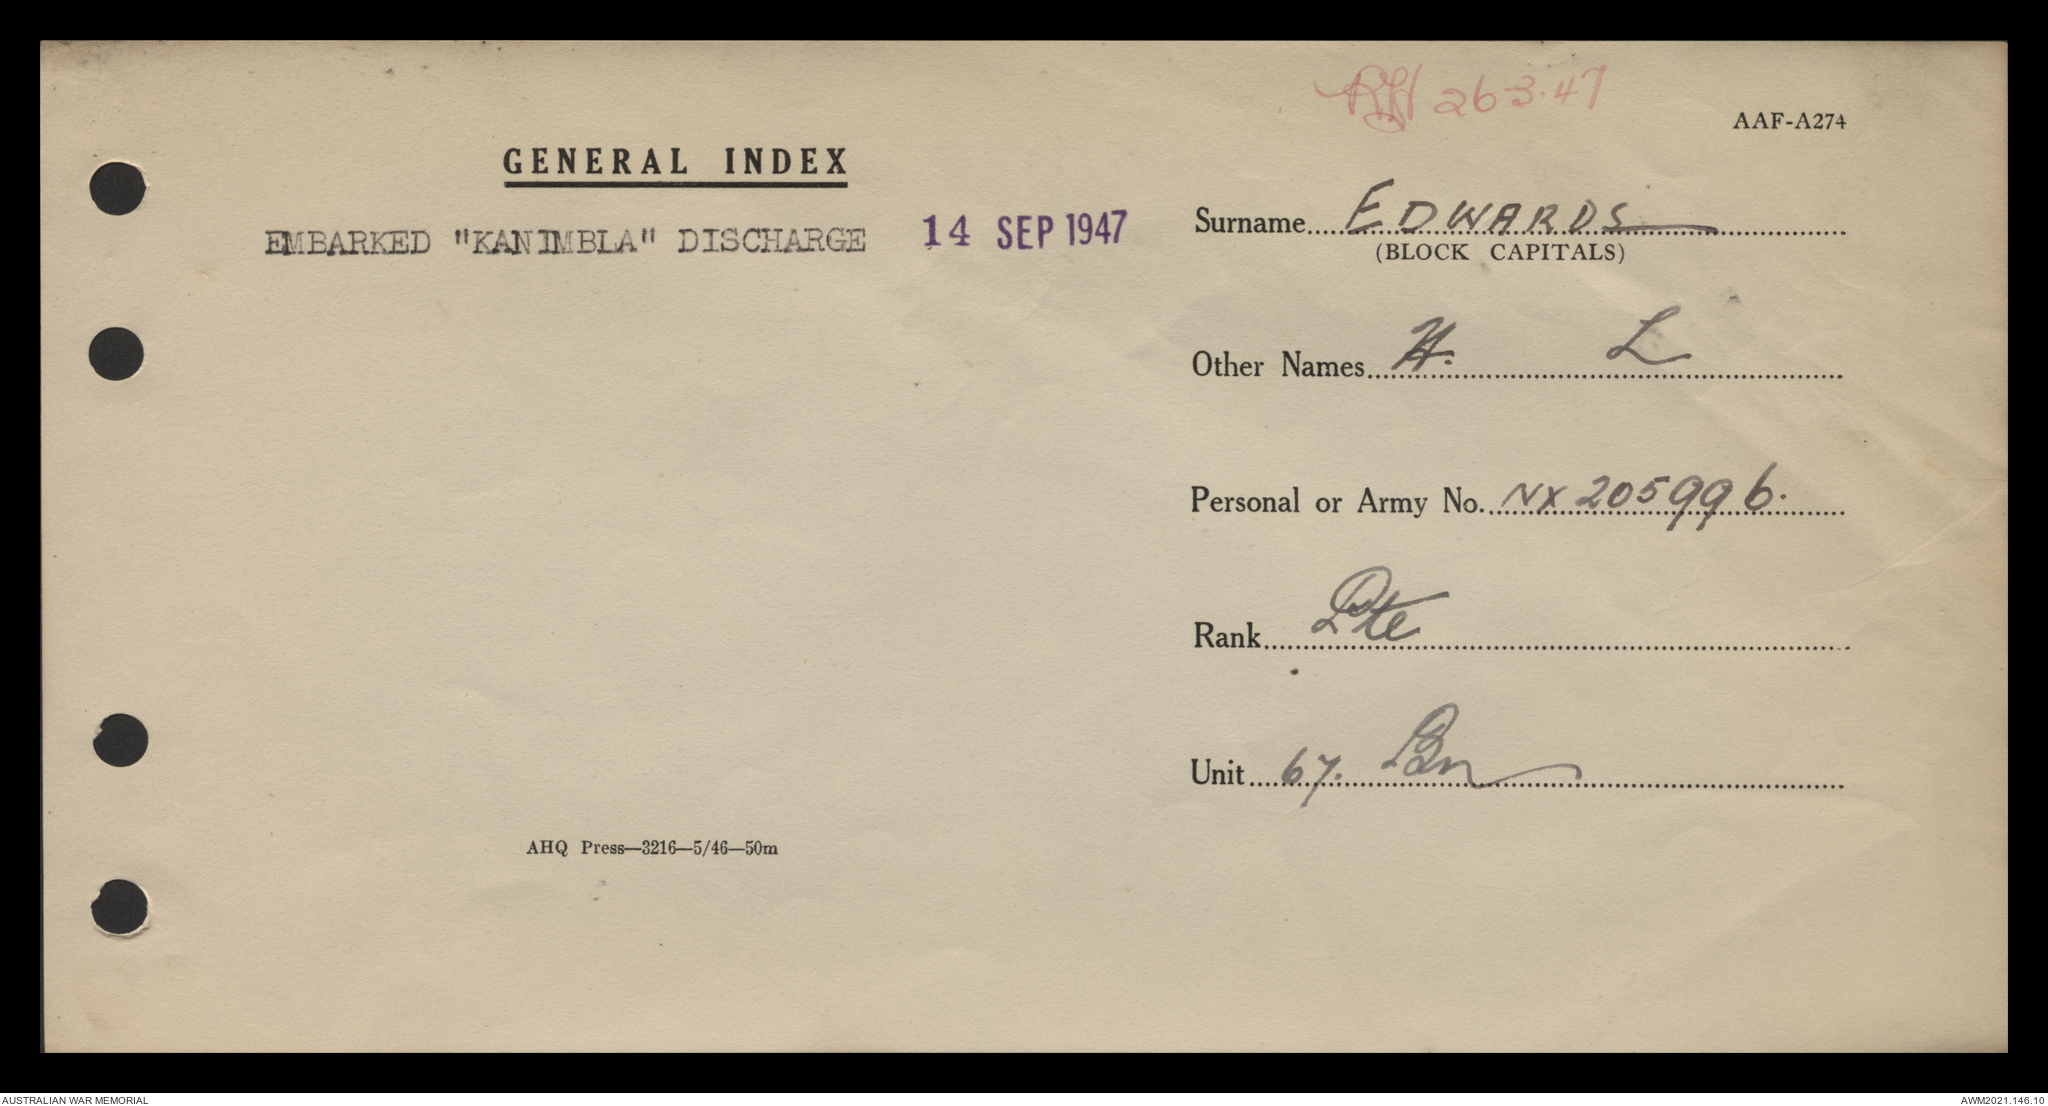 RH 26-3-47
AAF-A274
GENERAL INDEX
EMBARKED "KANIMBLA" DISCHARGE 14 SEP 1947
Surname EDWARDS
(BLOCK CAPITALS)
Other Names H. L
Personal or Army No. NX 205996.
Rank Pte
Unit 67. Bn
AHQ Press—3216—5/46—50m
AUSTRALIAN WAR MEMORIAL
AWM2021.146.10